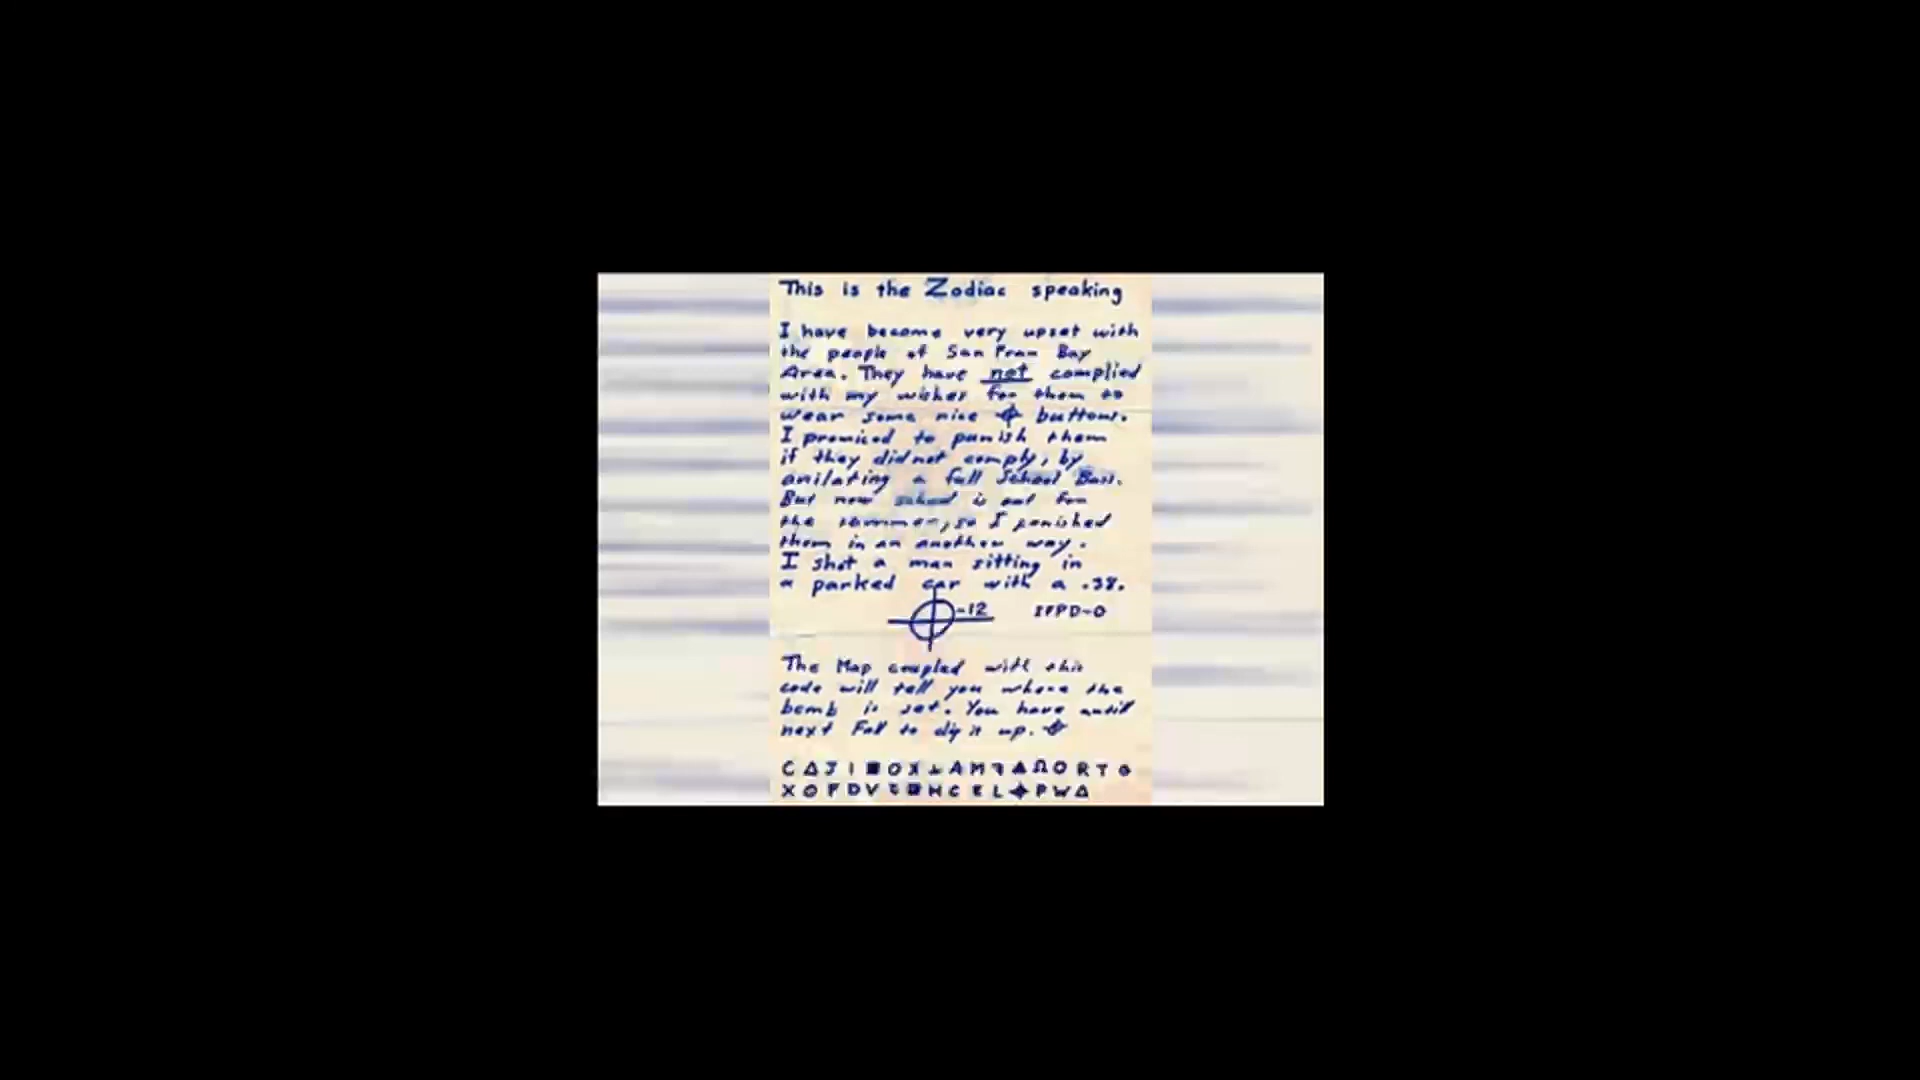 This is the Zodiac speaking
I have become very upset with
the people of San Fran Bay
Area. They have not complied
with my wishes for them to
wear some nice ⌖ buttons.
I promiced to punish them
if they did not comply, by
anilating a full School Buss.
But now school is out for
the summer, so I punished
them in an another way.
I shot a man sitting in
a parked car with a .38.
⌖-12 SFPD-0
The Map coupled with this
code will tell you where the
bomb is set. You have untill
next Fall to dig it up. ⌖
C Δ J I ■ O X ⊥ A M ▲ Ω O R T
X F D V H C E L ⌖ P W Δ